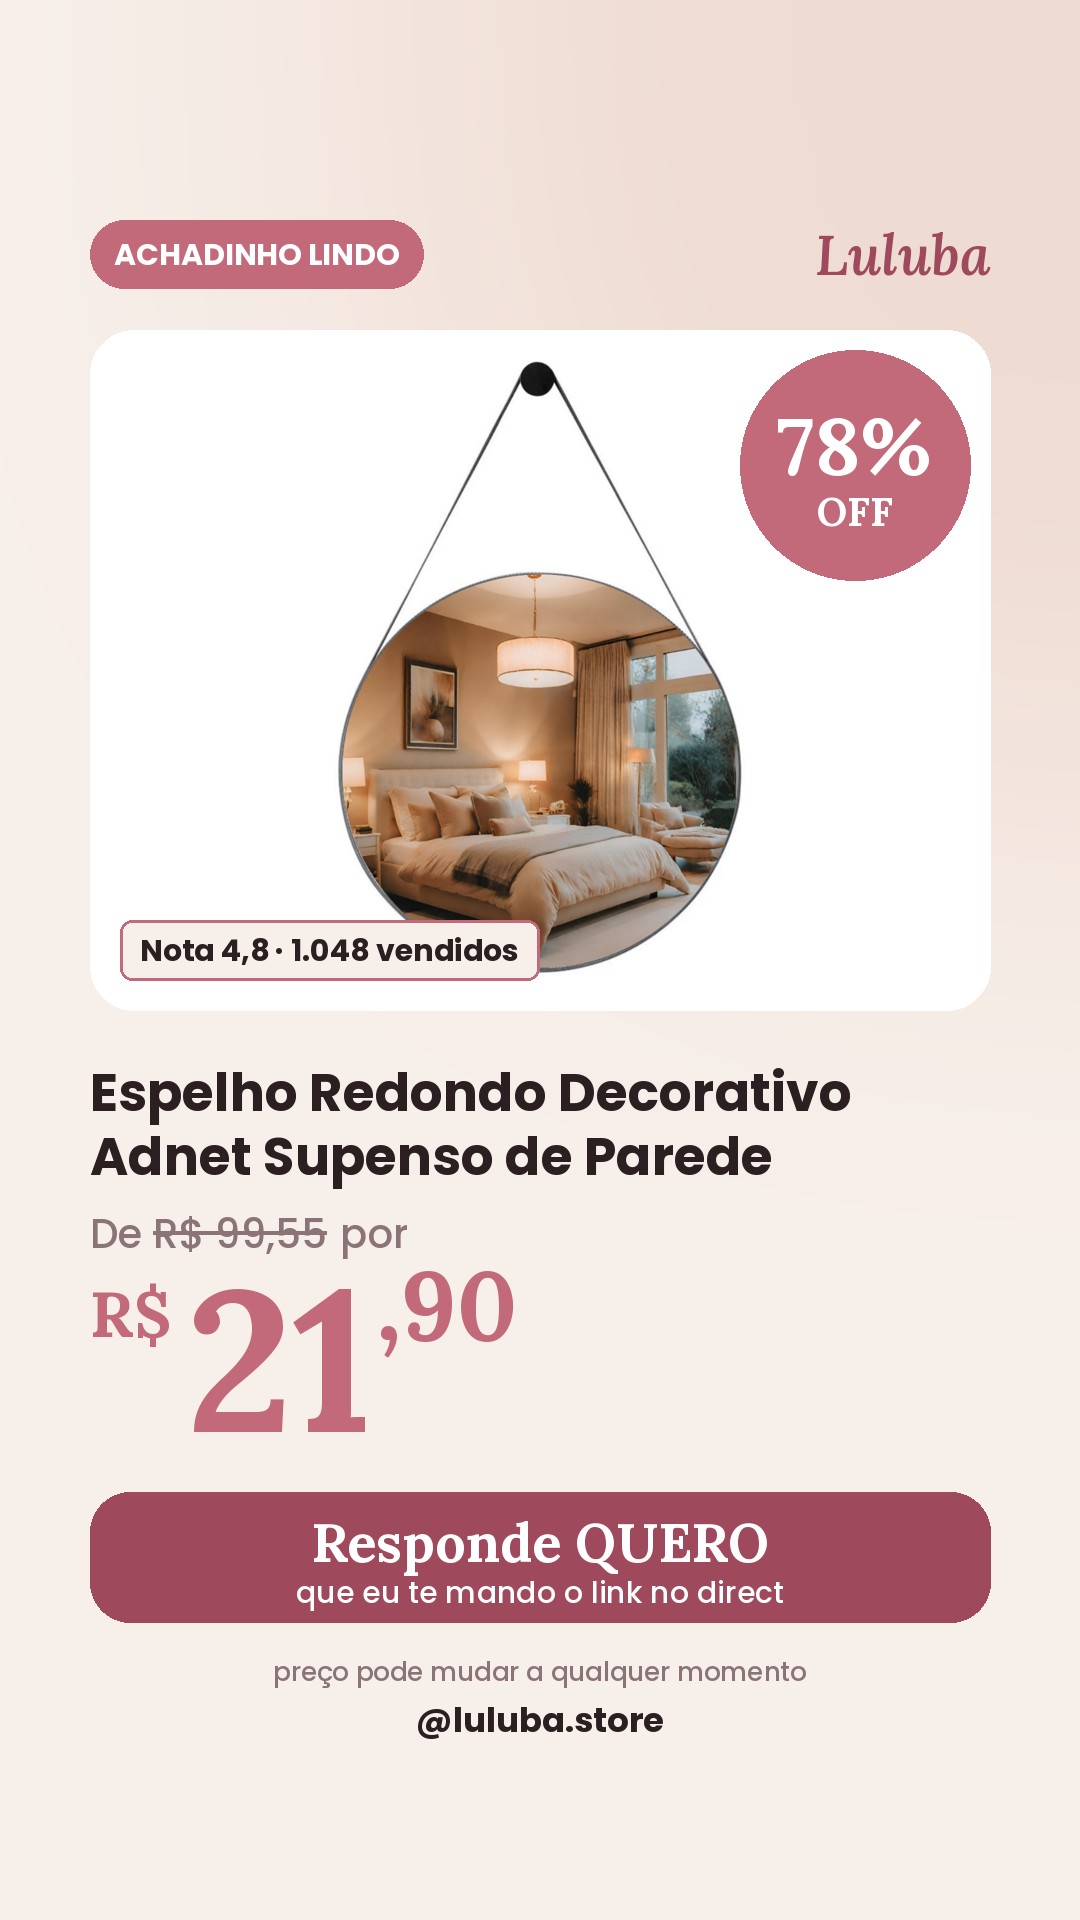 ACHADINHO LINDO
Luluba
78%
OFF
Nota 4,8 · 1.048 vendidos
Espelho Redondo Decorativo
Adnet Supenso de Parede
De R$ 99,55 por
R$ 21,90
Responde QUERO
que eu te mando o link no direct
preço pode mudar a qualquer momento
@luluba.store